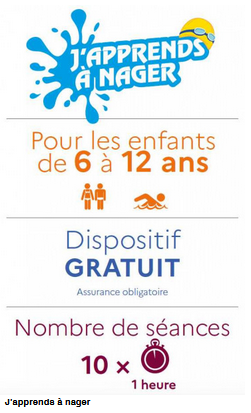 J'APPRENDS
À NAGER
Pour les enfants
de 6 à 12 ans
Dispositif
GRATUIT
Assurance obligatoire
Nombre de séances
10 ×
1 heure
J'apprends à nager